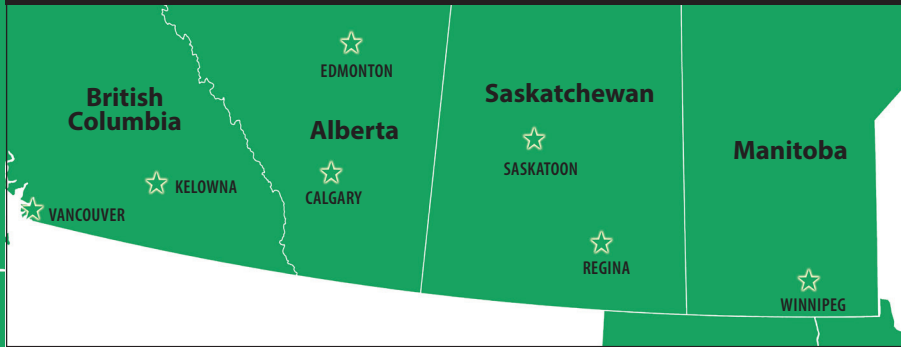 EDMONTON
British
Columbia
Saskatchewan
Alberta
Manitoba
SASKATOON
KELOWNA
CALGARY
VANCOUVER
REGINA
WINNIPEG